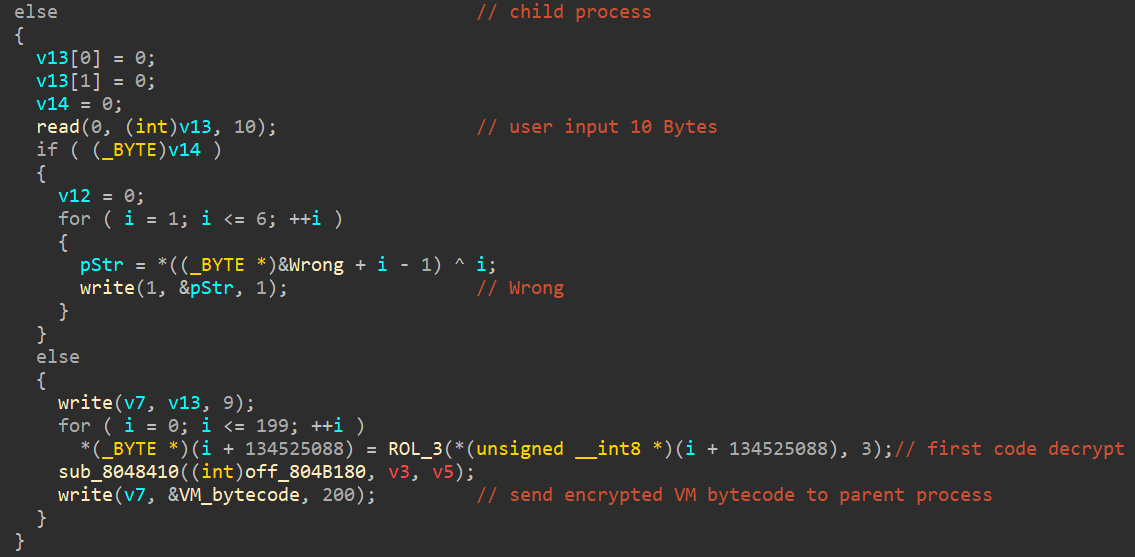 else // child process
{
v13[0] = 0;
v13[1] = 0;
v14 = 0;
read(0, (int)v13, 10); // user input 10 Bytes
if ( (_BYTE)v14 )
{
v12 = 0;
for ( i = 1; i <= 6; ++i )
{
pStr = *((_BYTE *)&Wrong + i - 1) ^ i;
write(1, &pStr, 1); // Wrong
}
}
else
{
write(v7, v13, 9);
for ( i = 0; i <= 199; ++i )
*(_BYTE *)(i + 134525088) = ROL_3(*(unsigned __int8 *)(i + 134525088), 3);// first code decrypt
sub_8048410((int)off_804B180, v3, v5);
write(v7, &VM_bytecode, 200); // send encrypted VM bytecode to parent process
}
}